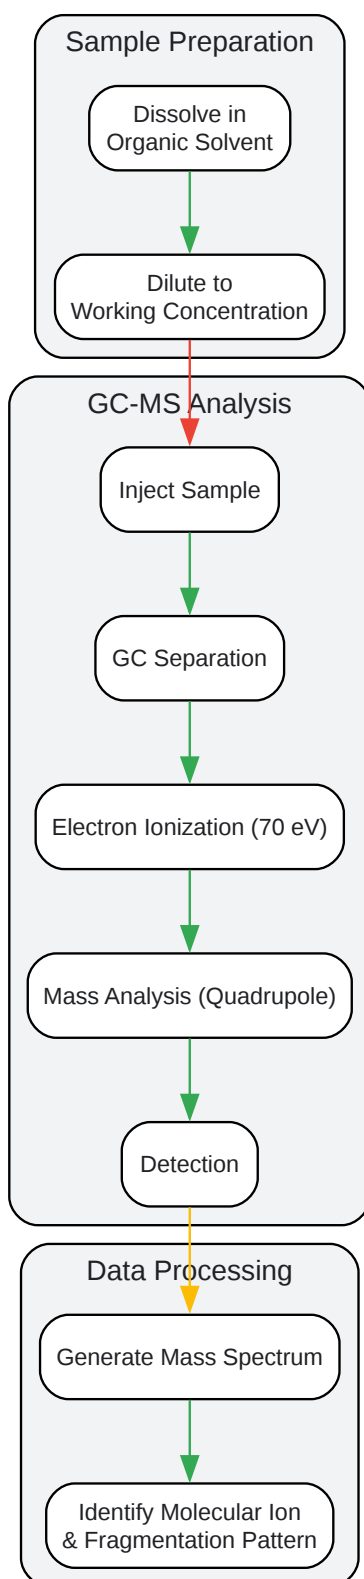 Sample Preparation
Dissolve in
Organic Solvent
Dilute to
Working Concentration
GC-MS Analysis
Inject Sample
GC Separation
Electron Ionization (70 eV)
Mass Analysis (Quadrupole)
Detection
Data Processing
Generate Mass Spectrum
Identify Molecular Ion
& Fragmentation Pattern